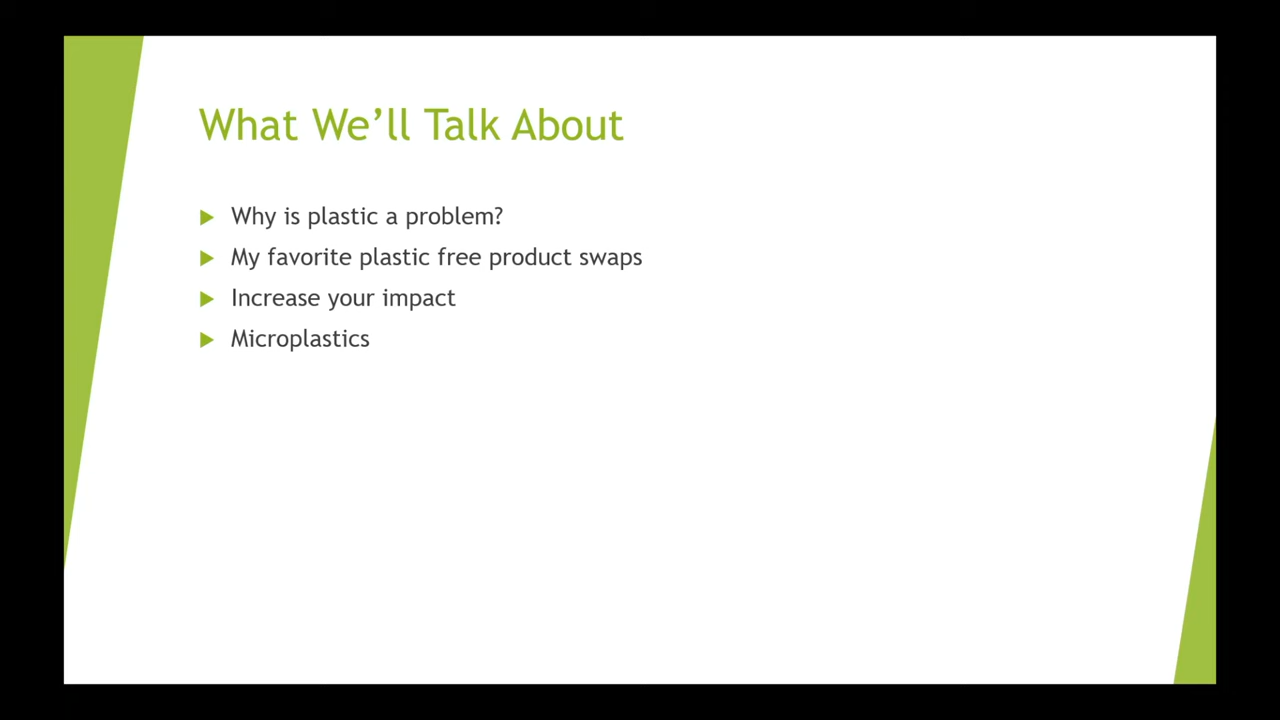 What We’ll Talk About
Why is plastic a problem?
My favorite plastic free product swaps
Increase your impact
Microplastics